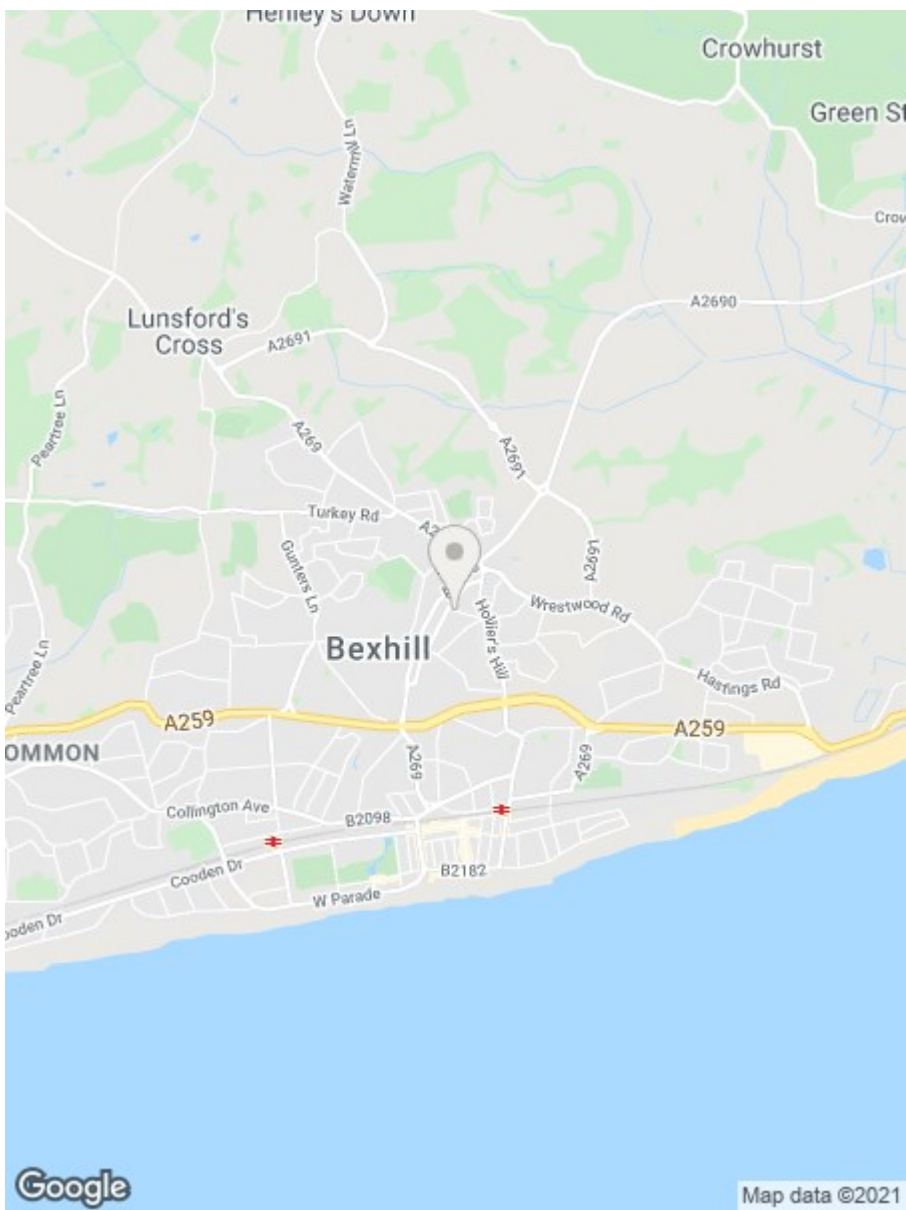 Henley's Down
Crowhurst
Green St
Watermill Ln
Crow
A2690
Lunsford's
Cross
A2691
Peartree Ln
A269
A2691
Turkey Rd
A2691
Gunters Ln
Wrestwood Rd
Hollier's Hill
Bexhill
Peartree Ln
Hastings Rd
A259
A259
OMMON
A269
A269
Collington Ave
B2098
Cooden Dr
B2182
W Parade
ooden Dr
Google
Map data ©2021